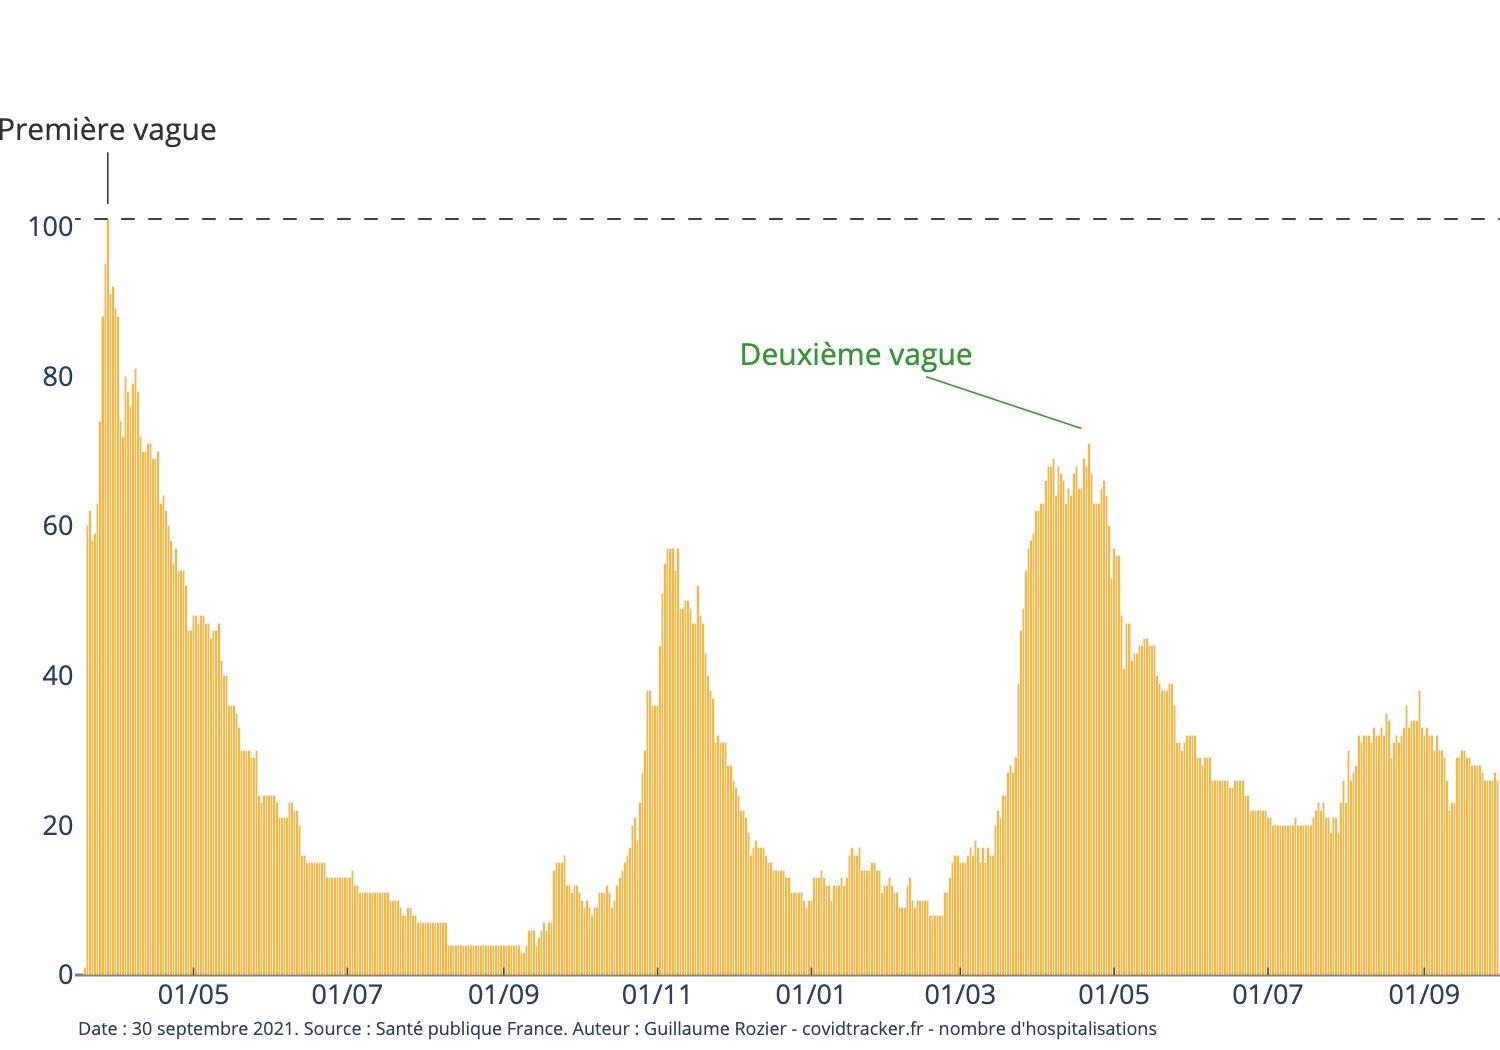 Première vague
100
Deuxième vague
80
60
40
20
0
01/05 01/07 01/09 01/11 01/01 01/03 01/05 01/07 01/09
Date : 30 septembre 2021. Source : Santé publique France. Auteur : Guillaume Rozier - covidtracker.fr - nombre d'hospitalisations